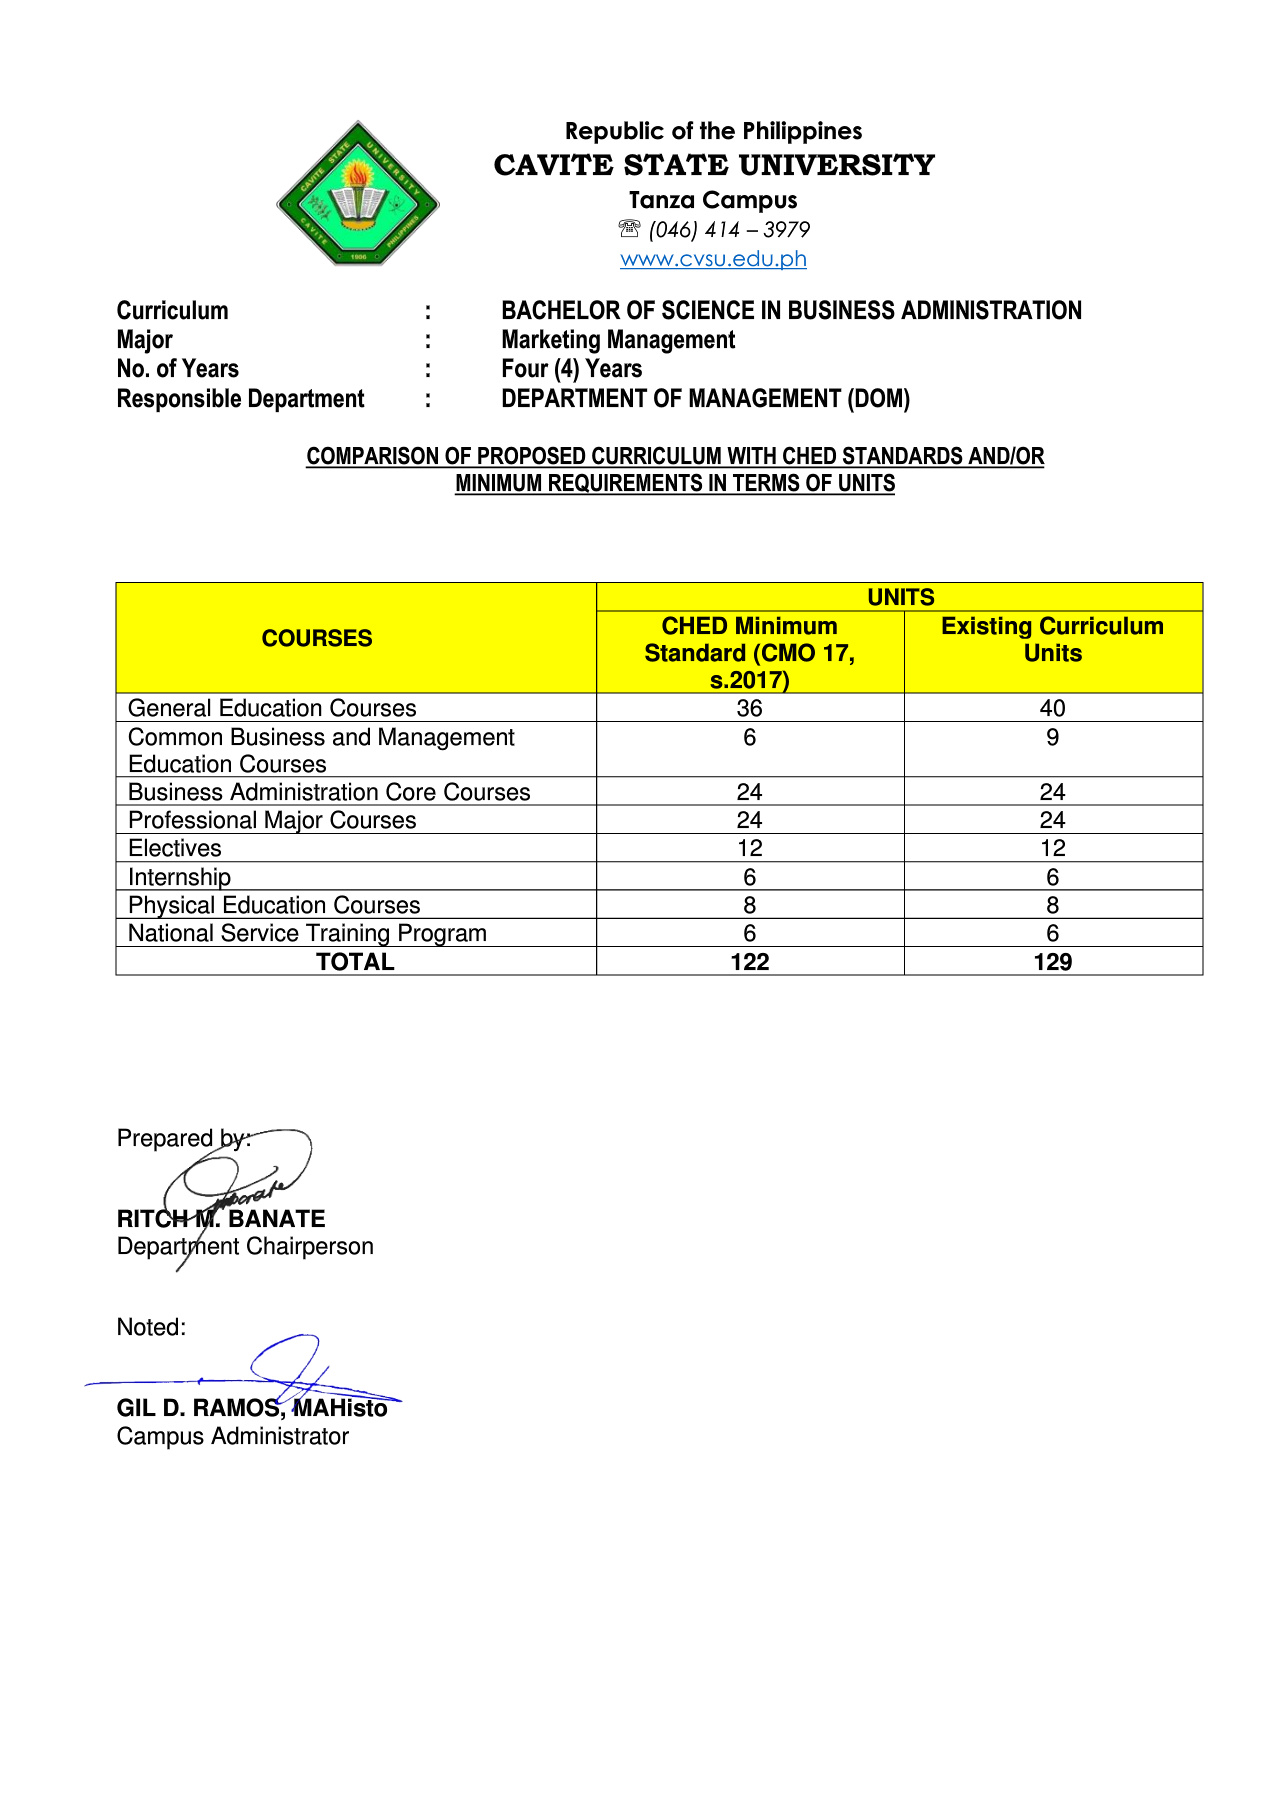 CAVITE STATE UNIVERSITY
CAVITE PHILIPPINES
1906
Republic of the Philippines
CAVITE STATE UNIVERSITY
Tanza Campus
☏ (046) 414 – 3979
www.cvsu.edu.ph
Curriculum : BACHELOR OF SCIENCE IN BUSINESS ADMINISTRATION
Major : Marketing Management
No. of Years : Four (4) Years
Responsible Department : DEPARTMENT OF MANAGEMENT (DOM)
COMPARISON OF PROPOSED CURRICULUM WITH CHED STANDARDS AND/OR
MINIMUM REQUIREMENTS IN TERMS OF UNITS
COURSES
UNITS
CHED Minimum
Standard (CMO 17,
s.2017)
Existing Curriculum
Units
General Education Courses 36 40
Common Business and Management 6 9
Education Courses
Business Administration Core Courses 24 24
Professional Major Courses 24 24
Electives 12 12
Internship 6 6
Physical Education Courses 8 8
National Service Training Program 6 6
TOTAL 122 129
Prepared by:
RITCH M. BANATE
Department Chairperson
Noted:
GIL D. RAMOS, MAHisto
Campus Administrator